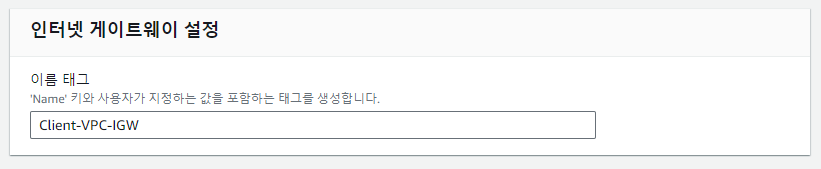 인터넷 게이트웨이 설정
이름 태그
'Name' 키와 사용자가 지정하는 값을 포함하는 태그를 생성합니다.
Client-VPC-IGW